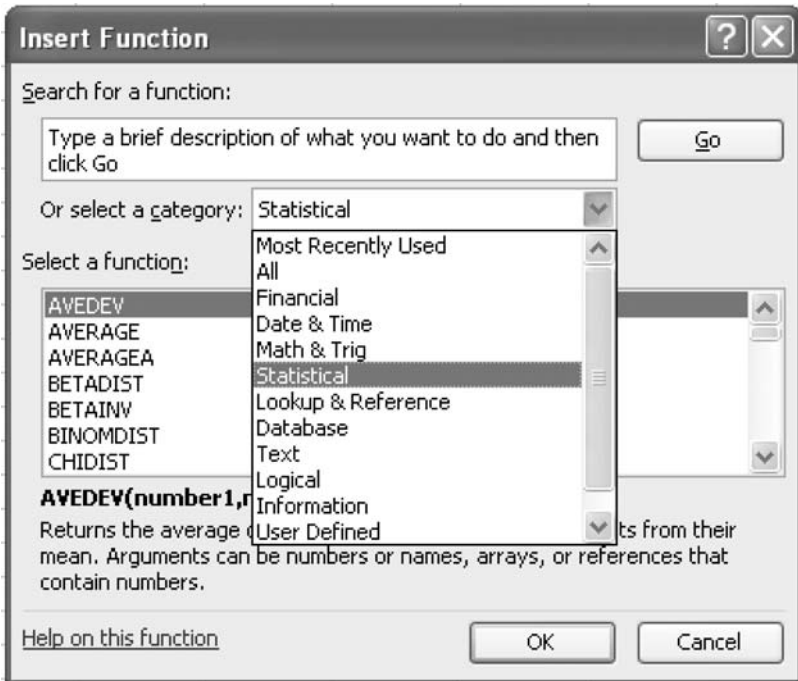 Insert Function
Search for a function:
Type a brief description of what you want to do and then
click Go
Go
Or select a category: Statistical
Most Recently Used
All
Financial
Date & Time
Math & Trig
Statistical
Lookup & Reference
Database
Text
Logical
Information
User Defined
Select a function:
AVEDEV
AVERAGE
AVERAGEA
BETADIST
BETAINV
BINOMDIST
CHIDIST
AVEDEV(number1,
Returns the average ts from their
mean. Arguments can be numbers or names, arrays, or references that
contain numbers.
Help on this function
OK
Cancel